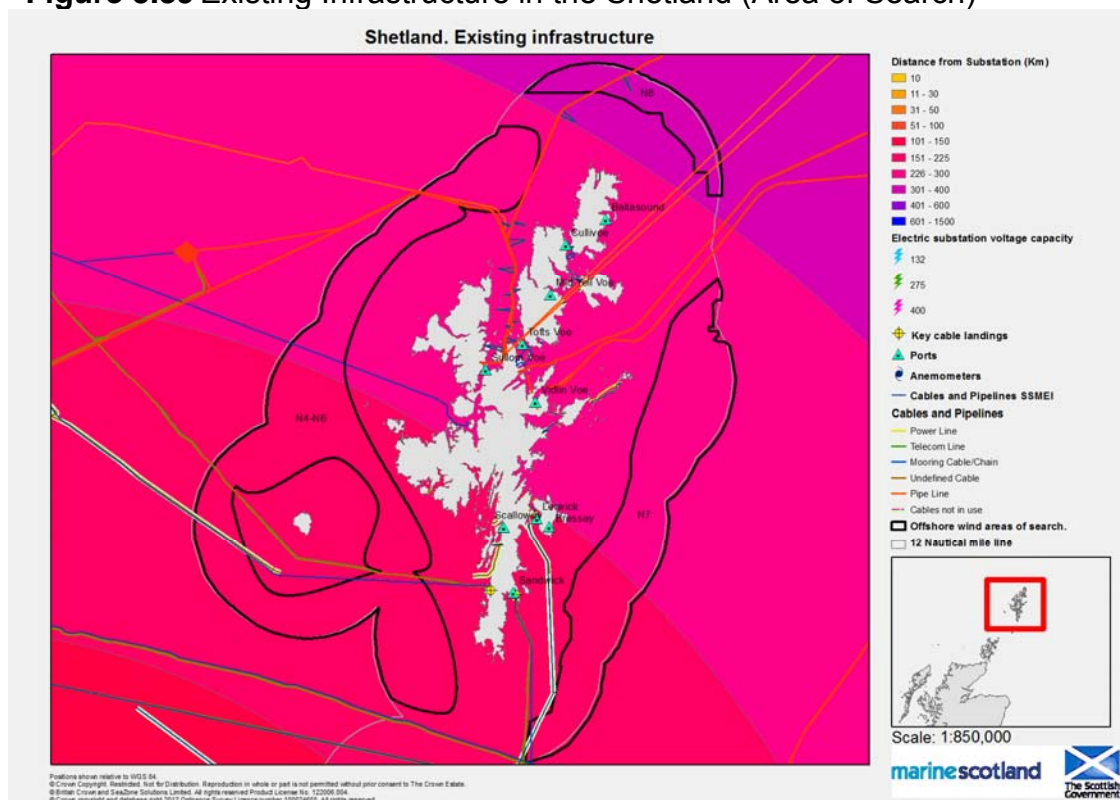 Existing Infrastructure in the Shetland (Area of Search)
Shetland. Existing infrastructure
N6
Baltasound
Cullivoe
Mid Yell Voe
Tofts Voe
Sullom Voe
Vidlin Voe
N4-N6
Lerwick
Scalloway
Bressay
N7
Sandwick
Distance from Substation (Km)
10
11 - 30
31 - 50
51 - 100
101 - 150
151 - 225
226 - 300
301 - 400
401 - 600
601 - 1500
Electric substation voltage capacity
132
275
400
Key cable landings
Ports
Anemometers
Cables and Pipelines SSMEI
Cables and Pipelines
Power Line
Telecom Line
Mooring Cable/Chain
Undefined Cable
Pipe Line
Cables not in use
Offshore wind areas of search.
12 Nautical mile line
Scale: 1:850,000
marinescotland
The Scottish
Government
Positions shown relative to WGS 84.
© Crown Copyright. Restricted. Not for Distribution. Reproduction in whole or part is not permitted without prior consent to The Crown Estate.
© British Crown and SeaZone Solutions Limited. All rights reserved Product License No. 122006.004.